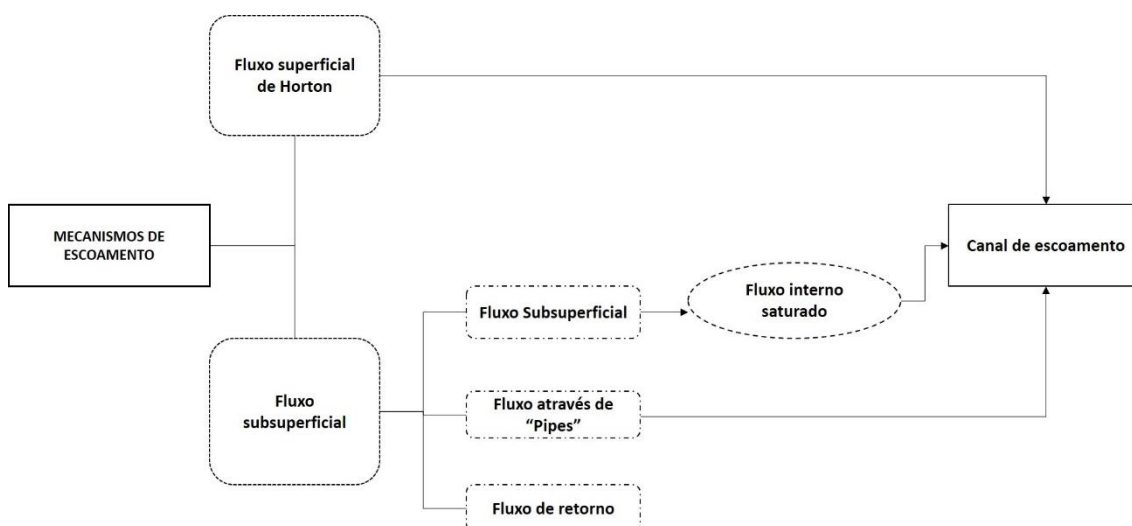 Fluxo superficial
de Horton
MECANISMOS DE
ESCOAMENTO
Canal de escoamento
Fluxo interno
saturado
Fluxo Subsuperficial
Fluxo
subsuperficial
Fluxo através de
“Pipes”
Fluxo de retorno